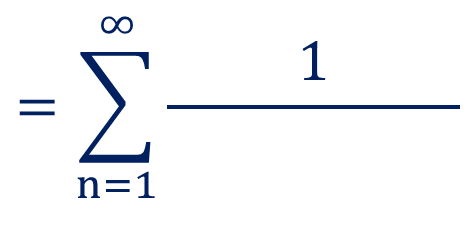 ∞
= ∑ 1
n=1